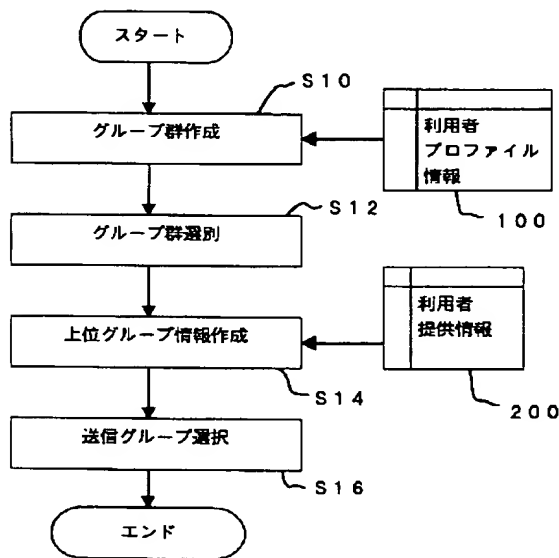 スタート
S10
グループ群作成
利用者
プロファイル
情報
100
S12
グループ群選別
上位グループ情報作成
利用者
提供情報
200
S14
送信グループ選択
S16
エンド